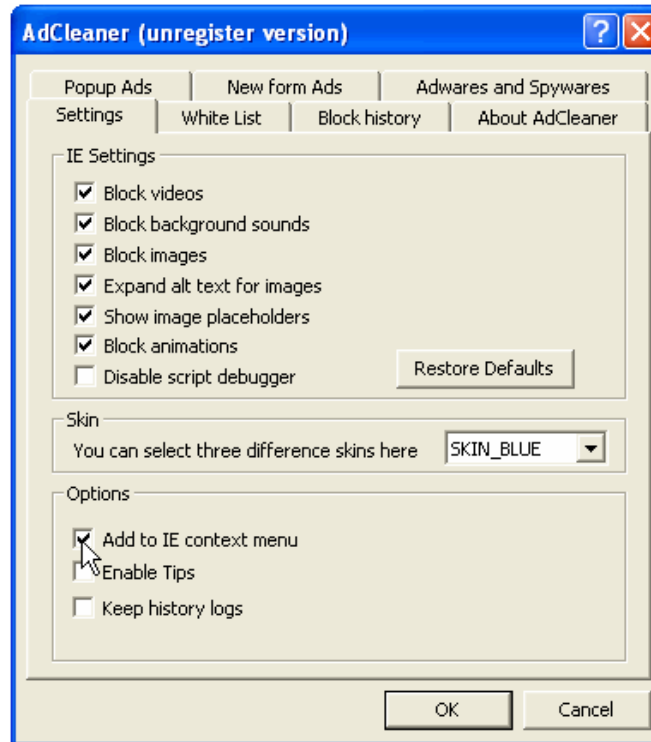 AdCleaner (unregister version)
Popup Ads New form Ads Adwares and Spywares
Settings White List Block history About AdCleaner
IE Settings
Block videos
Block background sounds
Block images
Expand alt text for images
Show image placeholders
Block animations
Disable script debugger
Restore Defaults
Skin
You can select three difference skins here SKIN_BLUE
Options
Add to IE context menu
Enable Tips
Keep history logs
OK Cancel